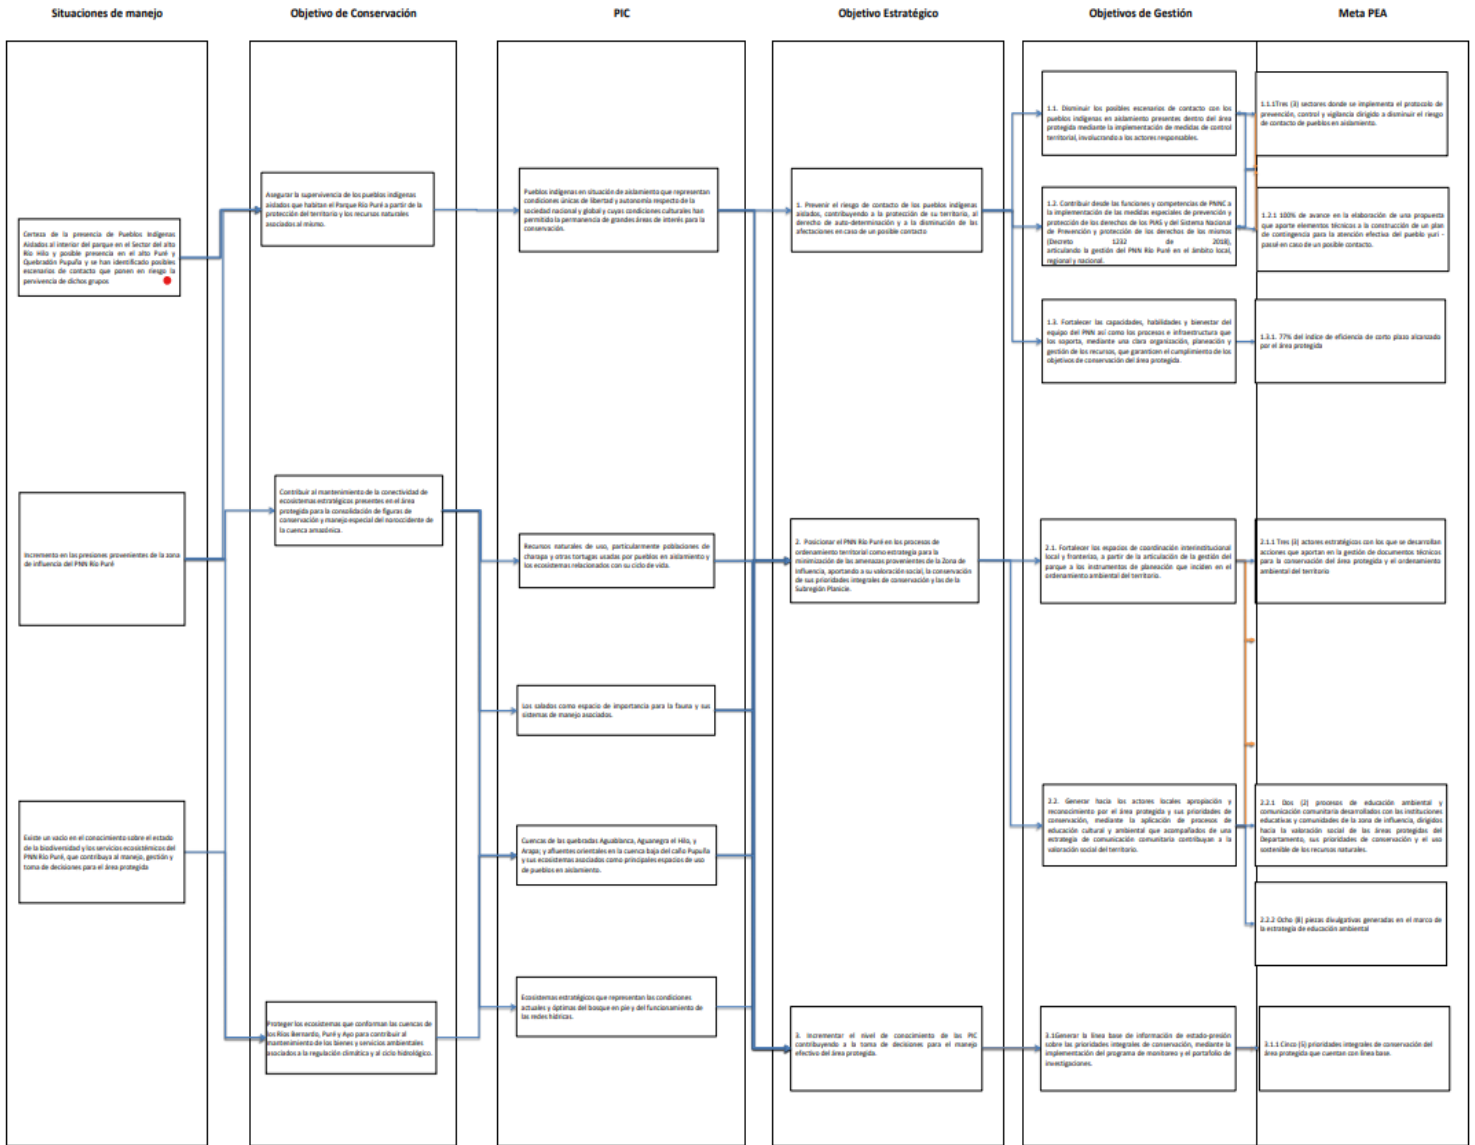 Situaciones de manejo
Objetivo de Conservación
PIC
Objetivo Estratégico
Objetivos de Gestión
Meta PEA
Certeza de la presencia de Pueblos Indígenas
Aislados al interior del parque en el Sector del alto
Río Hilo y posible presencia en el alto Puré y
Quebradón Pupuña y se han identificado posibles
escenarios de contacto que ponen en riesgo la
pervivencia de dichos grupos
Incremento en las presiones provenientes de la zona
de influencia del PNN Río Puré
Existe un vacío en el conocimiento sobre el estado
de la biodiversidad y los servicios ecosistémicos del
PNN Río Puré, que contribuya al manejo, gestión y
toma de decisiones para el área protegida
Asegurar la supervivencia de los pueblos indígenas
aislados que habitan el Parque Río Puré a partir de la
protección del territorio y los recursos naturales
asociados al mismo.
Contribuir al mantenimiento de la conectividad de
ecosistemas estratégicos presentes en el área
protegida para la consolidación de figuras de
conservación y manejo especial del noroccidente de
la cuenca amazónica.
Proteger los ecosistemas que conforman las cuencas de
los Ríos Bernardo, Puré y Ayo para contribuir al
mantenimiento de los bienes y servicios ambientales
asociados a la regulación climática y al ciclo hidrológico.
Pueblos indígenas en situación de aislamiento que representan
condiciones únicas de libertad y autonomía respecto de la
sociedad nacional y global y cuyas condiciones culturales han
permitido la permanencia de grandes áreas de interés para la
conservación.
Recursos naturales de uso, particularmente poblaciones de
charapa y otras tortugas usadas por pueblos en aislamiento y
los ecosistemas relacionados con su ciclo de vida.
Los salados como espacio de importancia para la fauna y sus
sistemas de manejo asociados.
Cuencas de las quebradas Aguablanca, Aguanegra el Hilo, y
Arapa; y afluentes orientales en la cuenca baja del caño Pupuña
y sus ecosistemas asociados como principales espacios de uso
de pueblos en aislamiento.
Ecosistemas estratégicos que representan las condiciones
actuales y óptimas del bosque en pie y del funcionamiento de
las redes hídricas.
1. Prevenir el riesgo de contacto de los pueblos indígenas
aislados, contribuyendo a la protección de su territorio, al
derecho de auto-determinación y a la disminución de las
afectaciones en caso de un posible contacto
2. Posicionar el PNN Río Puré en los procesos de
ordenamiento territorial como estrategia para la
minimización de las amenazas provenientes de la Zona de
Influencia, aportando a su valoración social, la conservación
de sus prioridades integrales de conservación y las de la
Subregión Planicie.
3. Incrementar el nivel de conocimiento de las PIC
contribuyendo a la toma de decisiones para el manejo
efectivo del área protegida.
1.1. Disminuir los posibles escenarios de contacto con los
pueblos indígenas en aislamiento presentes dentro del área
protegida mediante la implementación de medidas de control
territorial, involucrando a los actores responsables.
1.2. Contribuir desde las funciones y competencias de PNNC a
la implementación de las medidas especiales de prevención y
protección de los derechos de los PIAS y del Sistema Nacional
de Prevención y protección de los derechos de los mismos
(Decreto 1232 de 2018),
articulando la gestión del PNN Río Puré en el ámbito local,
regional y nacional.
1.3. Fortalecer las capacidades, habilidades y bienestar del
equipo del PNN así como los procesos e infraestructura que
los soporta, mediante una clara organización, planeación y
gestión de los recursos, que garanticen el cumplimiento de los
objetivos de conservación del área protegida.
2.1. Fortalecer los espacios de coordinación interinstitucional
local y fronteriza, a partir de la articulación de la gestión del
parque a los instrumentos de planeación que inciden en el
ordenamiento ambiental del territorio.
2.2. Generar hacia los actores locales apropiación y
reconocimiento por el área protegida y sus prioridades de
conservación, mediante la aplicación de procesos de
educación cultural y ambiental que acompañados de una
estrategia de comunicación comunitaria contribuyan a la
valoración social del territorio.
3.1Generar la línea base de información de estado-presión
sobre las prioridades integrales de conservación, mediante la
implementación del programa de monitoreo y el portafolio de
investigaciones.
1.1.1Tres (3) sectores donde se implementa el protocolo de
prevención, control y vigilancia dirigido a disminuir el riesgo
de contacto de pueblos en aislamiento.
1.2.1 100% de avance en la elaboración de una propuesta
que aporte elementos técnicos a la construcción de un plan
de contingencia para la atención efectiva del pueblo yuri -
passé en caso de un posible contacto.
1.3.1. 77% del índice de eficiencia de corto plazo alcanzado
por el área protegida
2.1.1 Tres (3) actores estratégicos con los que se desarrollan
acciones que aportan en la gestión de documentos técnicos
para la conservación del área protegida y el ordenamiento
ambiental del territorio
2.2.1 Dos (2) procesos de educación ambiental y
comunicación comunitaria desarrollados con las instituciones
educativas y comunidades de la zona de influencia, dirigidos
hacia la valoración social de las áreas protegidas del
Departamento, sus prioridades de conservación y el uso
sostenible de los recursos naturales.
2.2.2 Ocho (8) piezas divulgativas generadas en el marco de
la estrategia de educación ambiental
3.1.1 Cinco (5) prioridades integrales de conservación del
área protegida que cuentan con línea base.